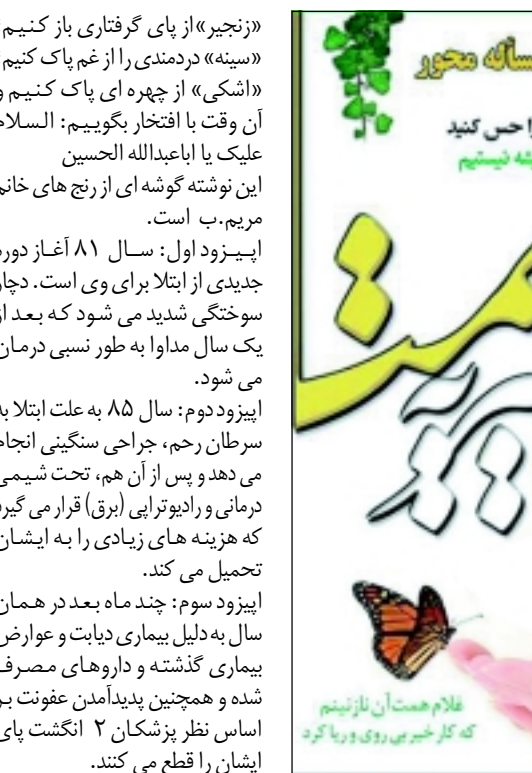 «زنجیر» از پای گرفتاری باز کنیم
«سینه» دردمندی را از غم پاک کنیم
«اشکی» از چهره ای پاک کنیم و
آن وقت با افتخار بگوییم: السلام
علیک یا اباعبدالله الحسین
این نوشته گوشه ای از رنج های خانم
مریم.ب است.
اپیزود اول: سال ۸۱ آغاز دوره
جدیدی از ابتلا برای وی است. دچار
سوختگی شدید می شود که بعد از
یک سال مداوا به طور نسبی درمان
می شود.
اپیزود دوم: سال ۸۵ به علت ابتلا به
سرطان رحم، جراحی سنگینی انجام
می دهد و پس از آن هم، تحت شیمی
درمانی و رادیوتراپی (برق) قرار می گیرد
که هزینه های زیادی را به ایشان
تحمیل می کند.
اپیزود سوم: چند ماه بعد در همان
سال به دلیل بیماری دیابت و عوارض
بیماری گذشته و داروهای مصرف
شده و همچنین پدیدآمدن عفونت بر
اساس نظر پزشکان ۲ انگشت پای
ایشان را قطع می کنند.
مسأله محور
را حس کنید
نیستیم
غلام همت آن نازنینم
که کار خیر بی روی و ریا کرد